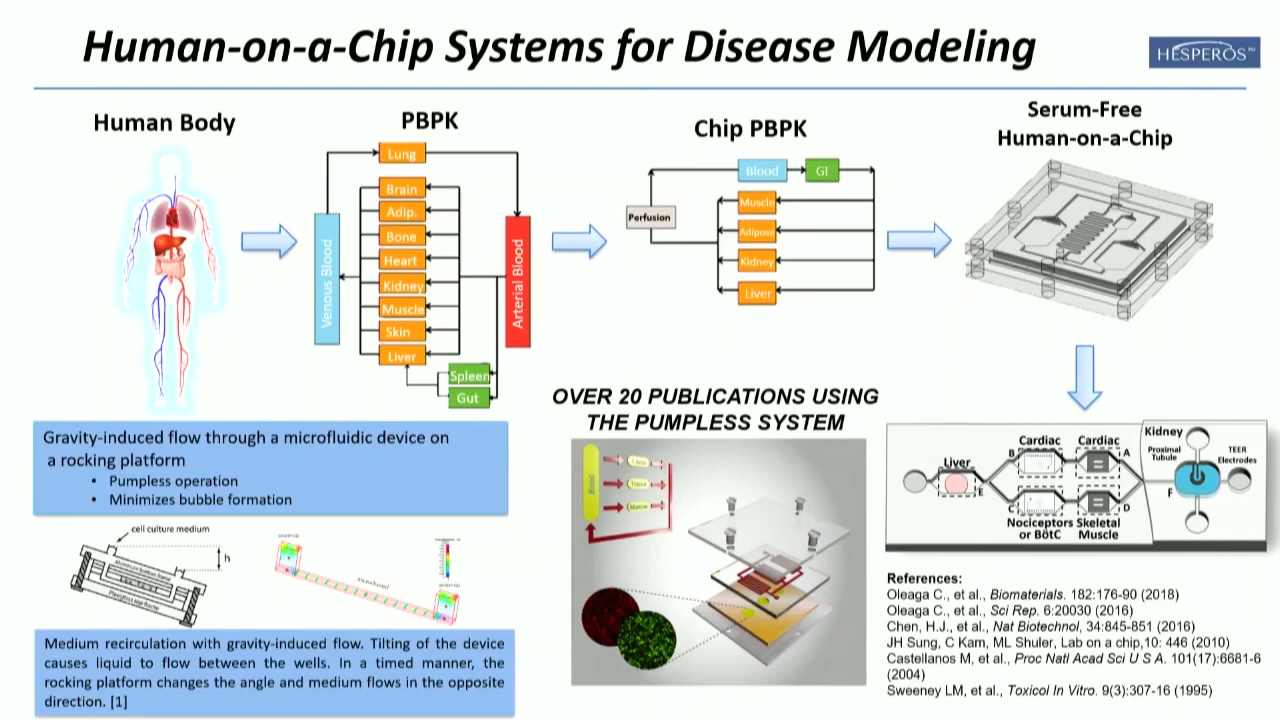 Human-on-a-Chip Systems for Disease Modeling
HESPEROS™
Human Body
PBPK
Lung
Brain
Adip.
Bone
Heart
Kidney
Muscle
Skin
Liver
Spleen
Gut
Venous Blood
Arterial Blood
Chip PBPK
Blood
GI
Perfusion
Muscle
Adipose
Kidney
Liver
Serum-Free
Human-on-a-Chip
Gravity-induced flow through a microfluidic device on
a rocking platform
• Pumpless operation
• Minimizes bubble formation
cell culture medium
h
Aluminum bottom frame
Plexiglass top frame
microchannel
Medium recirculation with gravity-induced flow. Tilting of the device
causes liquid to flow between the wells. In a timed manner, the
rocking platform changes the angle and medium flows in the opposite
direction. [1]
OVER 20 PUBLICATIONS USING
THE PUMPLESS SYSTEM
Blood
Liver
Tumor
Marrow
Liver
E
Cardiac
B
Cardiac
A
C
D
Nociceptors
or BotC
Skeletal
Muscle
Kidney
Proximal
Tubule
F
TEER
Electrodes
References:
Oleaga C., et al., Biomaterials. 182:176-90 (2018)
Oleaga C., et al., Sci Rep. 6:20030 (2016)
Chen, H.J., et al., Nat Biotechnol, 34:845-851 (2016)
JH Sung, C Kam, ML Shuler, Lab on a chip,10: 446 (2010)
Castellanos M, et al., Proc Natl Acad Sci U S A. 101(17):6681-6
(2004)
Sweeney LM, et al., Toxicol In Vitro. 9(3):307-16 (1995)